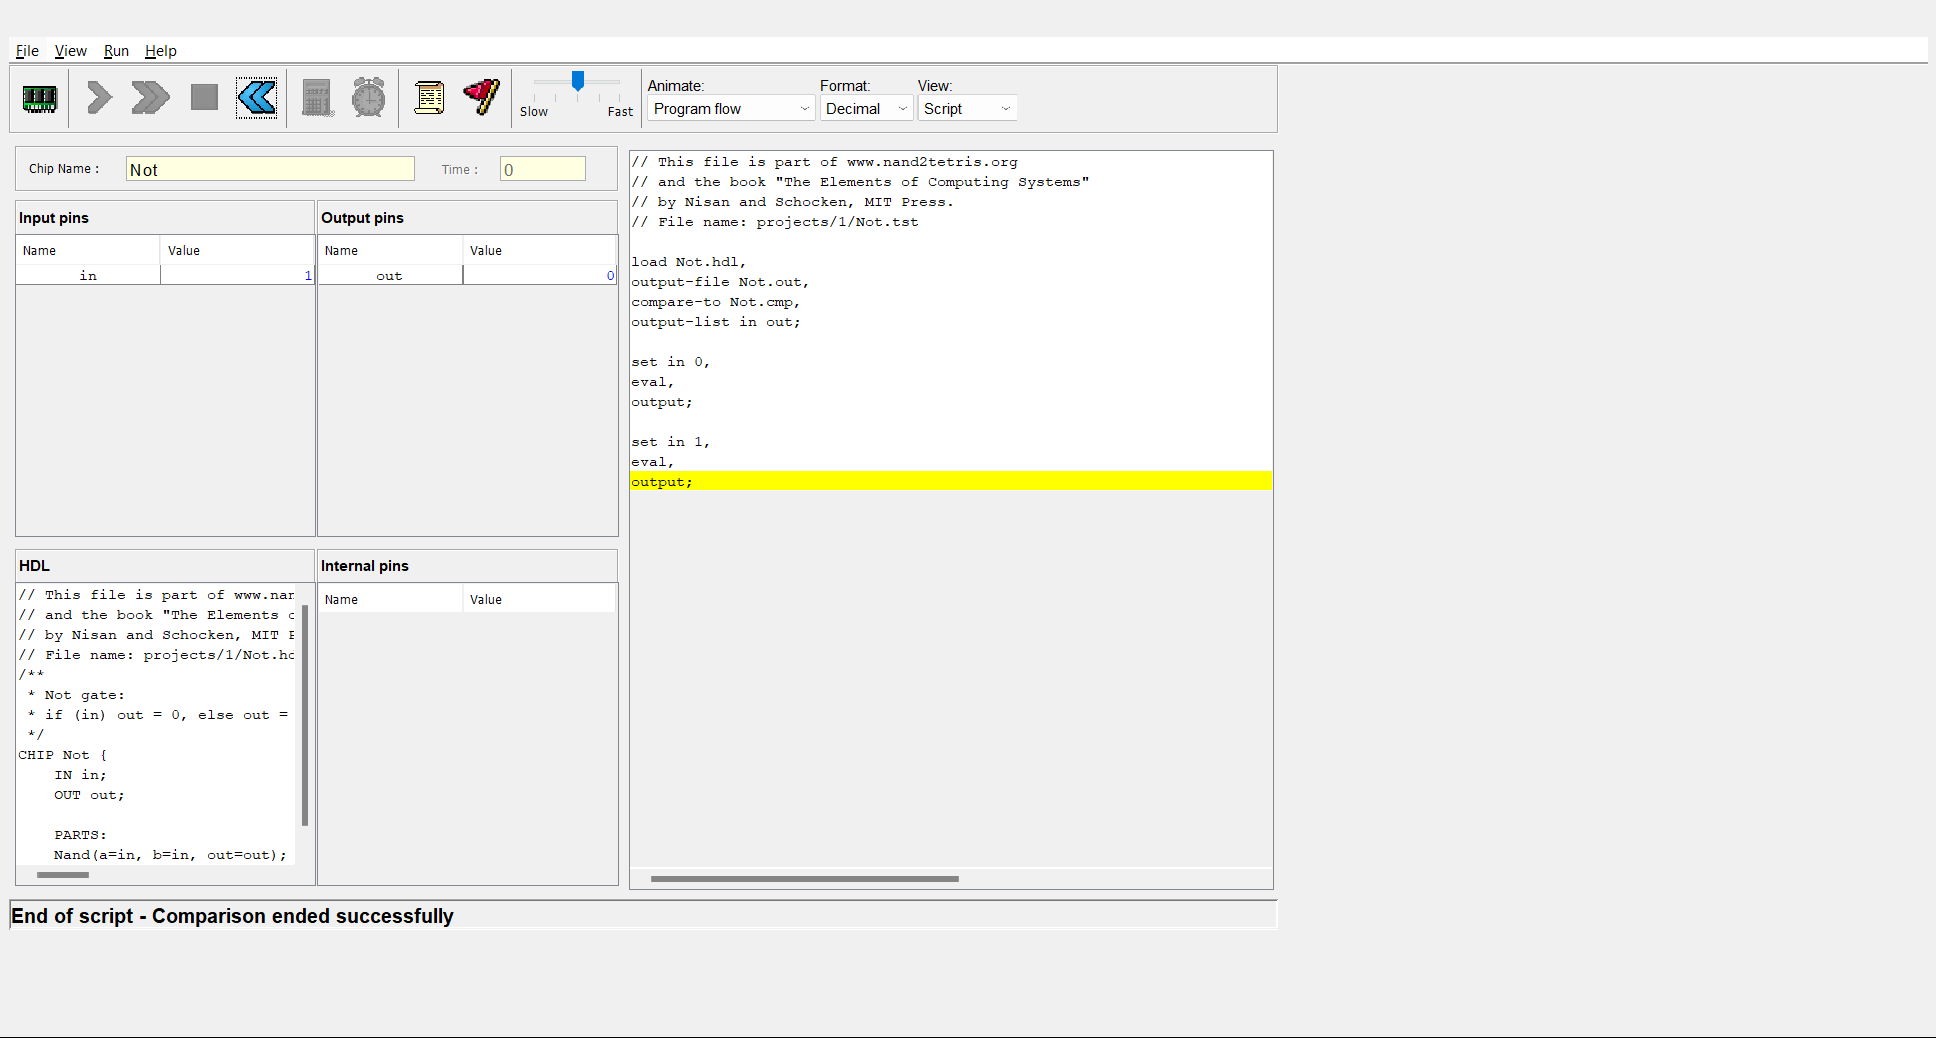 File View Run Help
Animate: Format: View:
Slow Fast Program flow Decimal Script
Chip Name : Not Time : 0
Input pins Output pins
Name Value Name Value
in 1 out 0
// This file is part of www.nand2tetris.org
// and the book "The Elements of Computing Systems"
// by Nisan and Schocken, MIT Press.
// File name: projects/1/Not.tst
load Not.hdl,
output-file Not.out,
compare-to Not.cmp,
output-list in out;
set in 0,
eval,
output;
set in 1,
eval,
output;
HDL
// This file is part of www.nan
// and the book "The Elements
// by Nisan and Schocken, MIT
// File name: projects/1/Not.
/**
* Not gate:
* if (in) out = 0, else out =
*/
CHIP Not {
IN in;
OUT out;
PARTS:
Nand(a=in, b=in, out=out);
Internal pins
Name Value
End of script - Comparison ended successfully